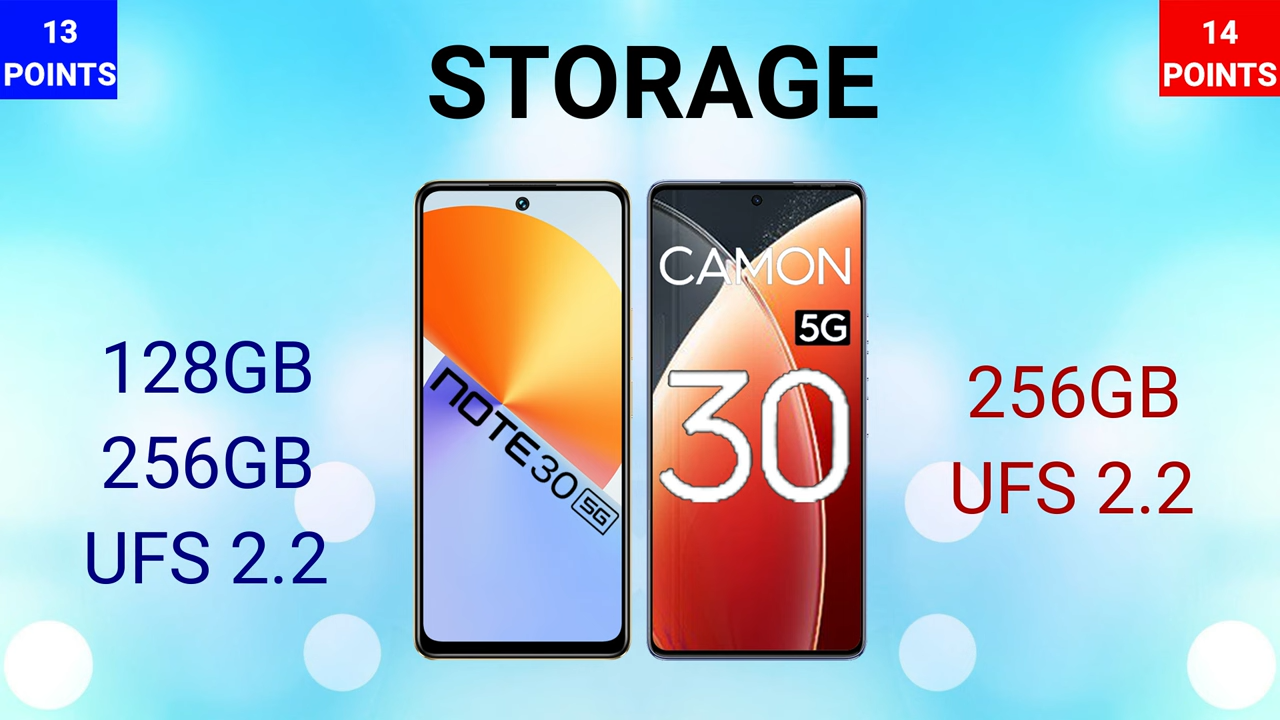 13
POINTS
STORAGE
14
POINTS
128GB
256GB
UFS 2.2
NOTE 30 5G
CAMON
5G
30
256GB
UFS 2.2